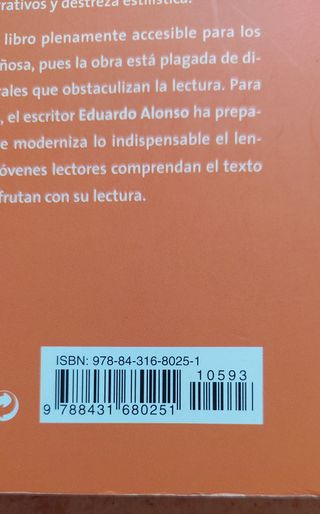 rativos y destreza estilística.
libro plenamente accesible para los
ñosa, pues la obra está plagada de di-
rales que obstaculizan la lectura. Para
, el escritor Eduardo Alonso ha prepa-
e moderniza lo indispensable el len-
óvenes lectores comprendan el texto
frutan con su lectura.
ISBN: 978-84-316-8025-1
10593
9 788431 680251